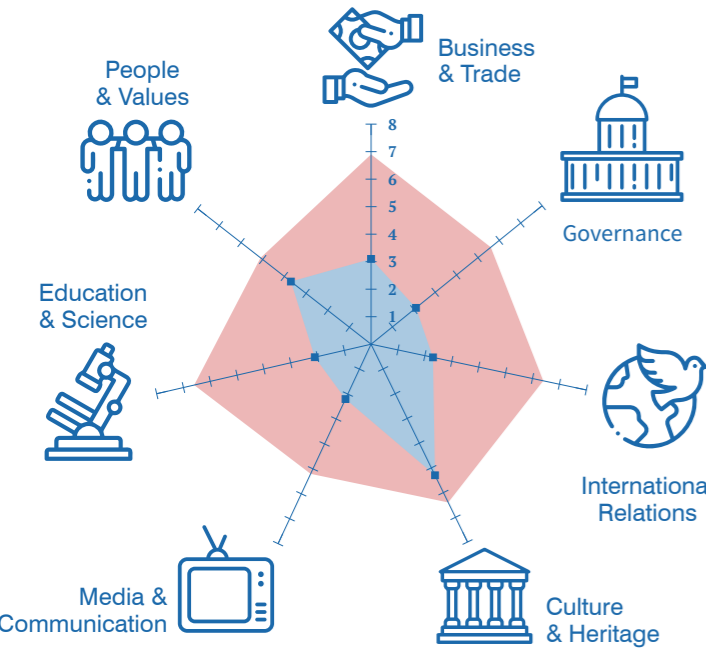 Business
& Trade
People
& Values
8
7
6
5
4
3
2
1
Governance
Education
& Science
Internationa
Relations
Media &
Communication
Culture
& Heritage